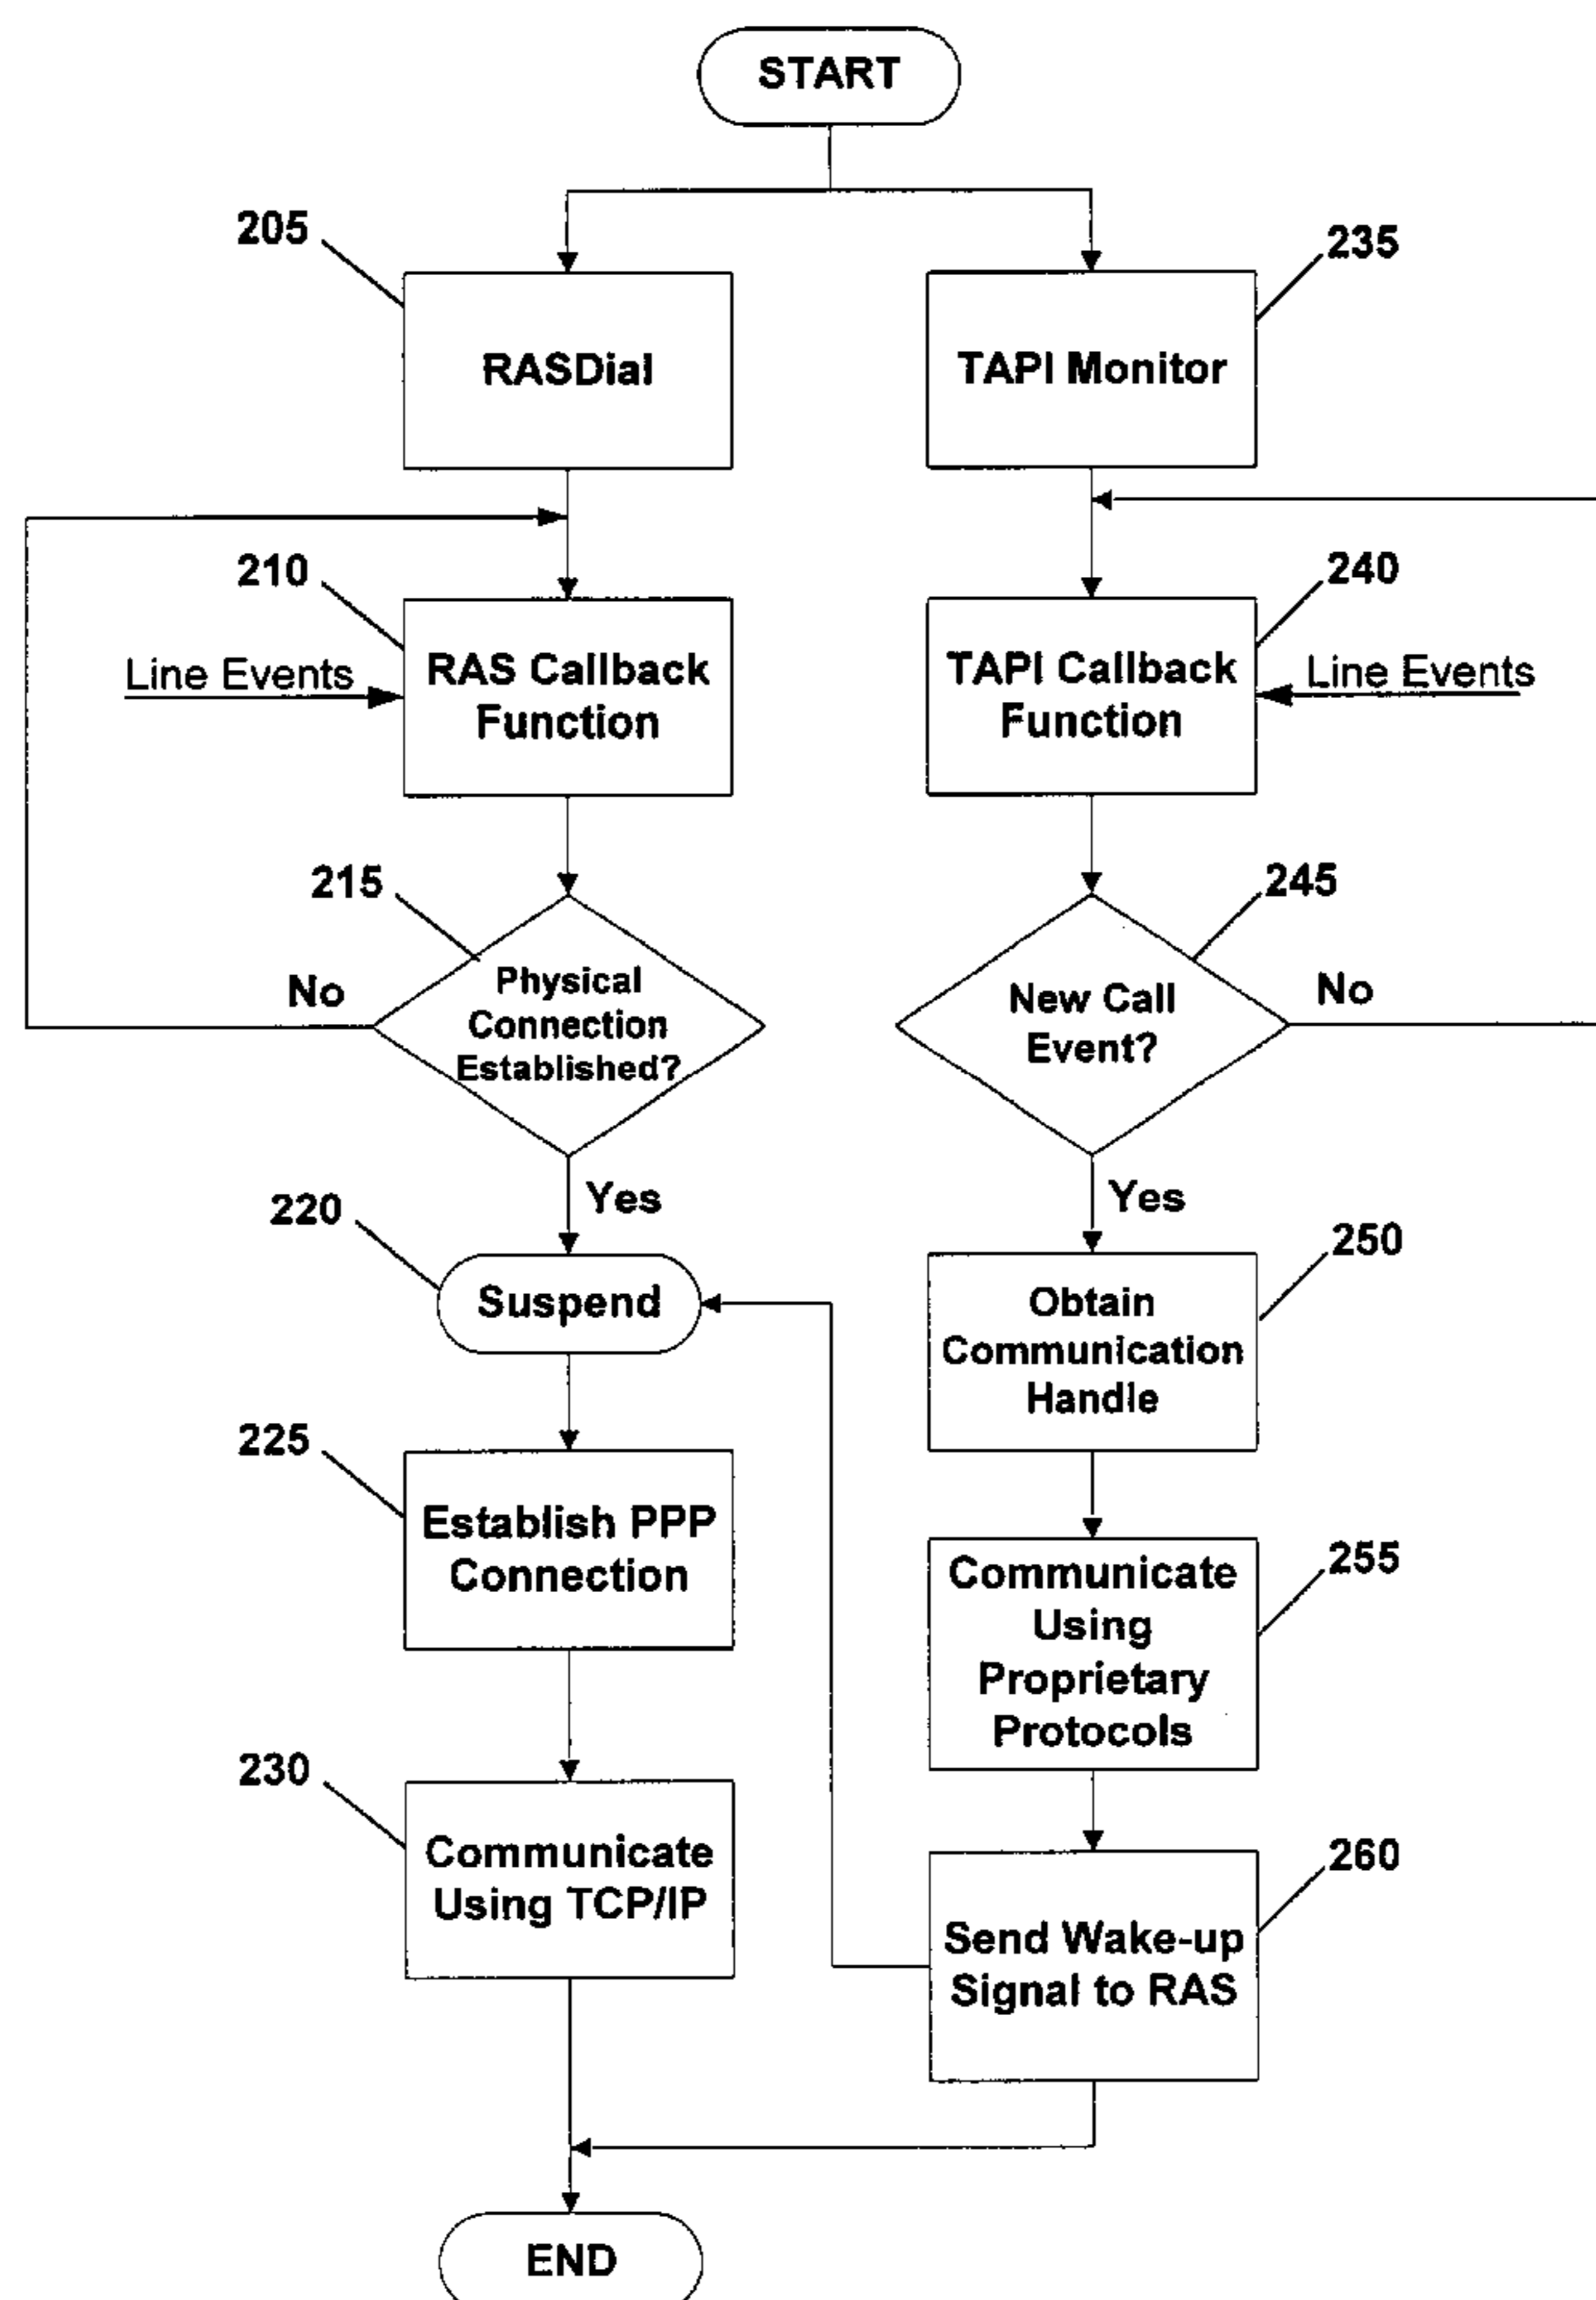 START
205
235
RASDial
TAPI Monitor
210
240
Line Events
RAS Callback
Function
TAPI Callback
Function
Line Events
215
245
No
Physical
Connection
Established?
New Call
Event?
No
Yes
Yes
220
Suspend
250
Obtain
Communication
Handle
225
Establish PPP
Connection
255
Communicate
Using
Proprietary
Protocols
230
Communicate
Using TCP/IP
260
Send Wake-up
Signal to RAS
END